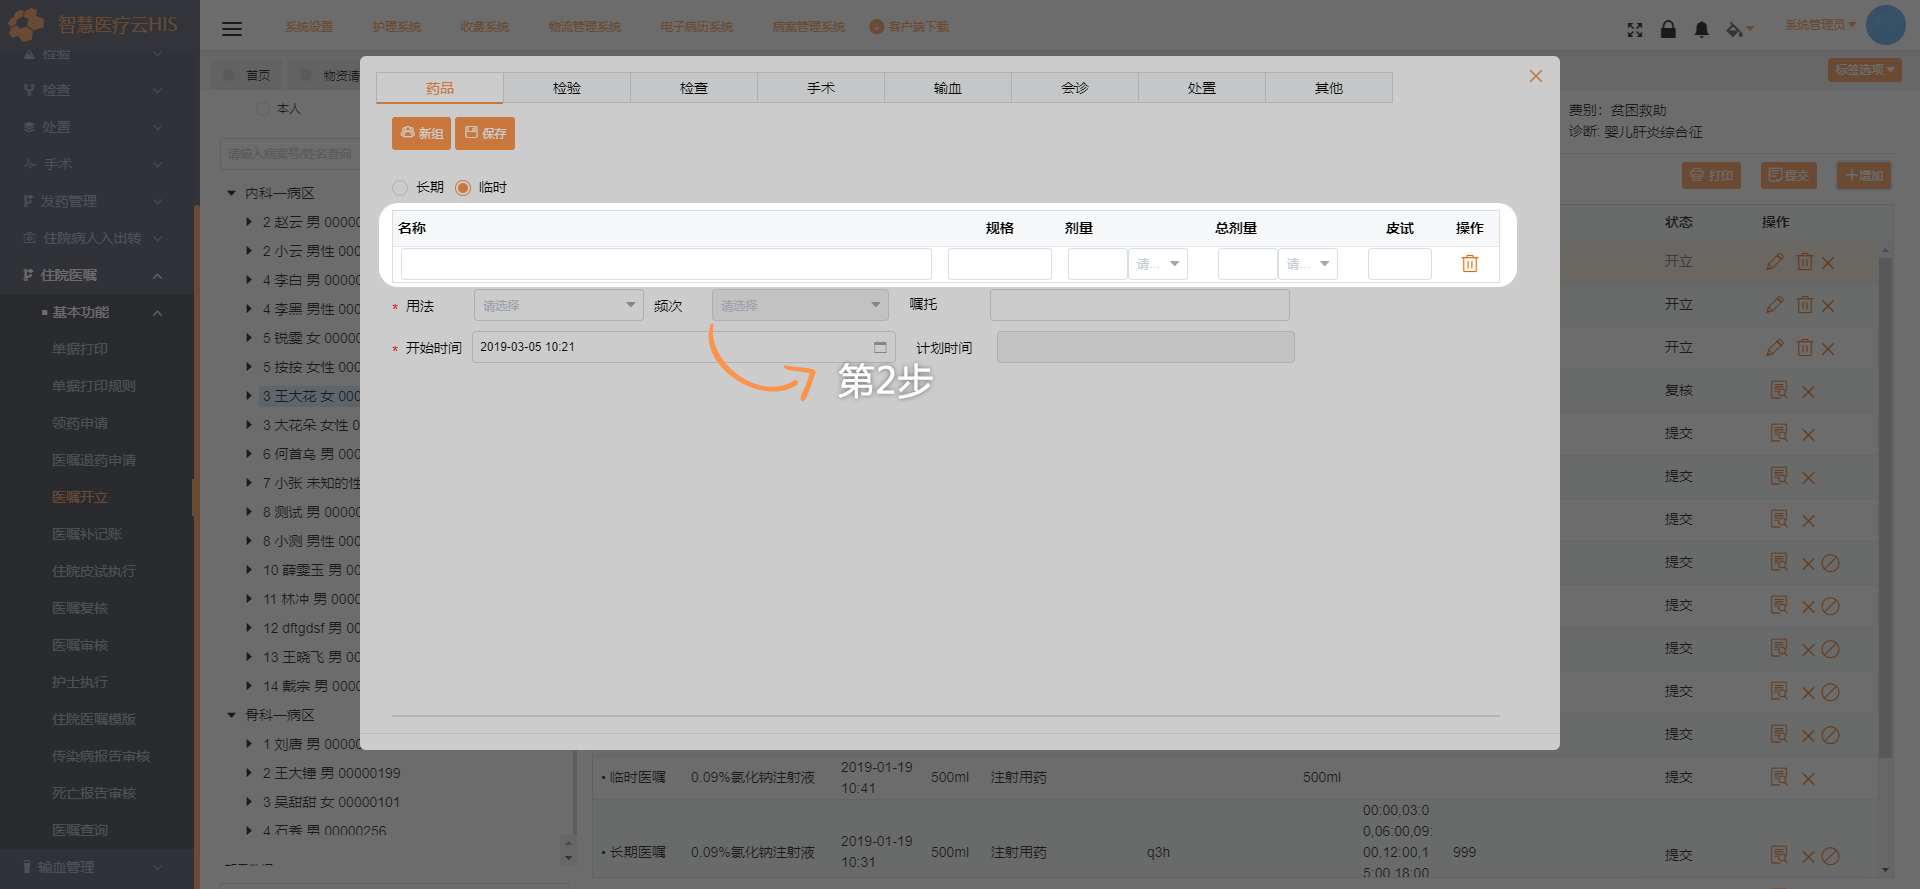 智慧医疗云HIS
系统设置 护理系统 收费系统 物流管理系统 电子病历系统 病案管理系统 客户端下载
系统管理员
检验
检查
处置
手术
发药管理
住院病人入出转
住院医嘱
基本功能
单据打印
单据打印规则
领药申请
医嘱退药申请
医嘱开立
医嘱补记账
住院皮试执行
医嘱复核
医嘱审核
护士执行
住院医嘱模版
传染病报告审核
死亡报告审核
医嘱查询
输血管理
首页 物资请
标签选项
本人
请输入病案号/姓名查询
内科一病区
2 赵云 男 0000
2 小云 男性 000
4 李白 男 0000
4 李黑 男性 000
5 锐雯 女 0000
5 按按 女性 000
3 王大花 女 000
3 大花朵 女性 0
6 何首乌 男 000
7 小张 未知的性
8 测试 男 0000
8 小测 男性 000
10 薛雯玉 男 00
11 林冲 男 0000
12 dftgdsf 男 00
13 王晓飞 男 00
14 戴宗 男 0000
骨科一病区
1 刘唐 男 00000
2 王大锤 男 00000199
3 吴甜甜 女 00000101
4 石秀 男 00000256
费别: 贫困救助
诊断: 婴儿肝炎综合征
打印 提交 增加
药品 检验 检查 手术 输血 会诊 处置 其他
新组 保存
长期 临时
名称 规格 剂量 总剂量 皮试 操作
请... 请...
* 用法 请选择 频次 请选择 嘱托
* 开始时间 2019-03-05 10:21 计划时间
第2步
状态 操作
开立
开立
开立
复核
提交
提交
提交
提交
提交
提交
提交
提交
• 临时医嘱 0.09%氯化钠注射液 2019-01-19 10:41 500ml 注射用药 500ml 提交
• 长期医嘱 0.09%氯化钠注射液 2019-01-19 10:31 500ml 注射用药 q3h 00:00,03:00,06:00,09:00,12:00,15:00,18:00 999 提交